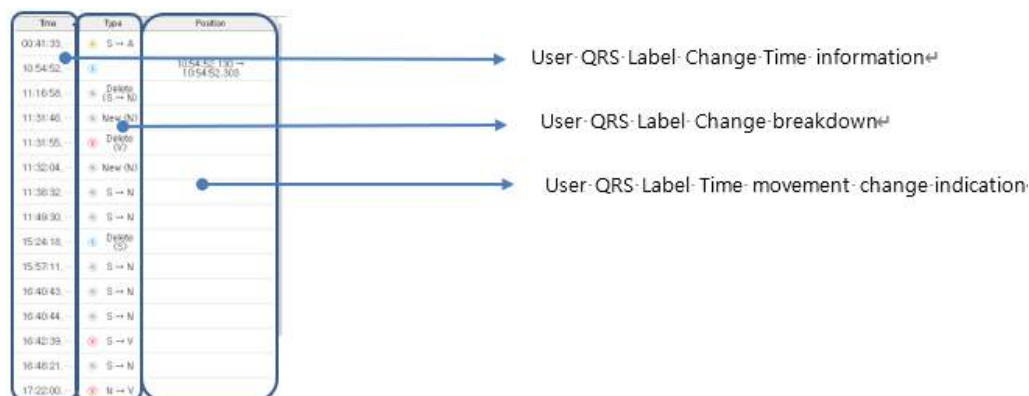 Time Type Position
00:41:33. S → A
10:54:52. 10:54:52.130 →
10:54:52.303
11:16:58. Delete
(S → N)
11:31:46. New (N)
11:31:55. Delete
(V)
11:32:04. New (N)
11:38:32. S → N
11:49:30. S → N
15:24:18. Delete
(S)
15:57:11. S → N
16:40:43. S → N
16:40:44. S → N
16:42:39. S → V
16:46:21. S → N
17:22:00. N → V
User QRS Label Change Time information
User QRS Label Change breakdown
User QRS Label Time movement change indication